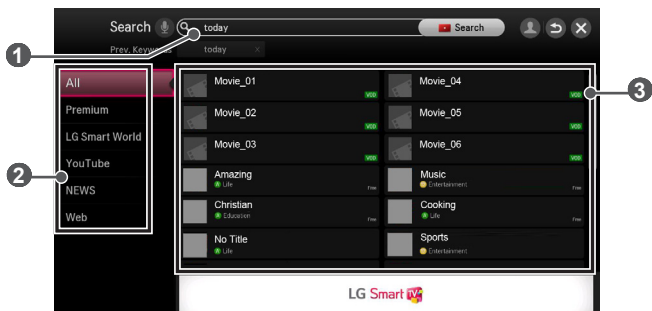 Search today Search
Prev. Keywords today X
1
All
Premium
LG Smart World
YouTube
NEWS
Web
2
Movie_01 VOD
Movie_04 VOD
3
Movie_02 VOD
Movie_05 VOD
Movie_03 VOD
Movie_06 VOD
Amazing
A Life Free
Music
Entertainment Free
Christian
A Education Free
Cooking
A Life Free
No Title
A Life
Sports
Entertainment
LG Smart TV